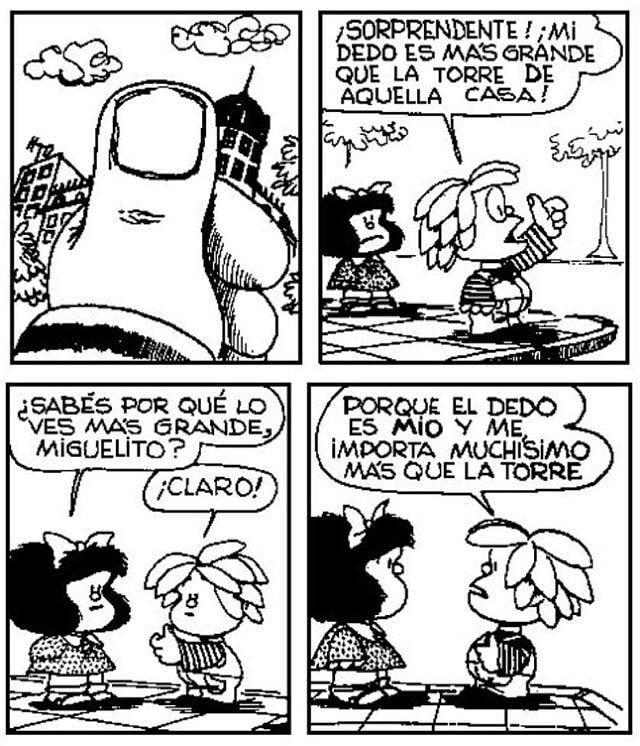 ¡SORPRENDENTE! ¡MI
DEDO ES MÁS GRANDE
QUE LA TORRE DE
AQUELLA CASA!
¿SABÉS POR QUÉ LO
VES MÁS GRANDE,
MIGUELITO?
¡CLARO!
PORQUE EL DEDO
ES MÍO Y ME
IMPORTA MUCHÍSIMO
MÁS QUE LA TORRE